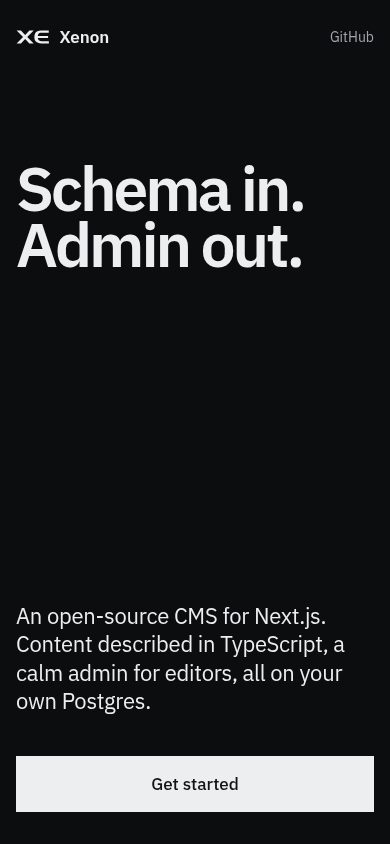 XE Xenon
GitHub
Schema in.
Admin out.
An open-source CMS for Next.js.
Content described in TypeScript, a
calm admin for editors, all on your
own Postgres.
Get started